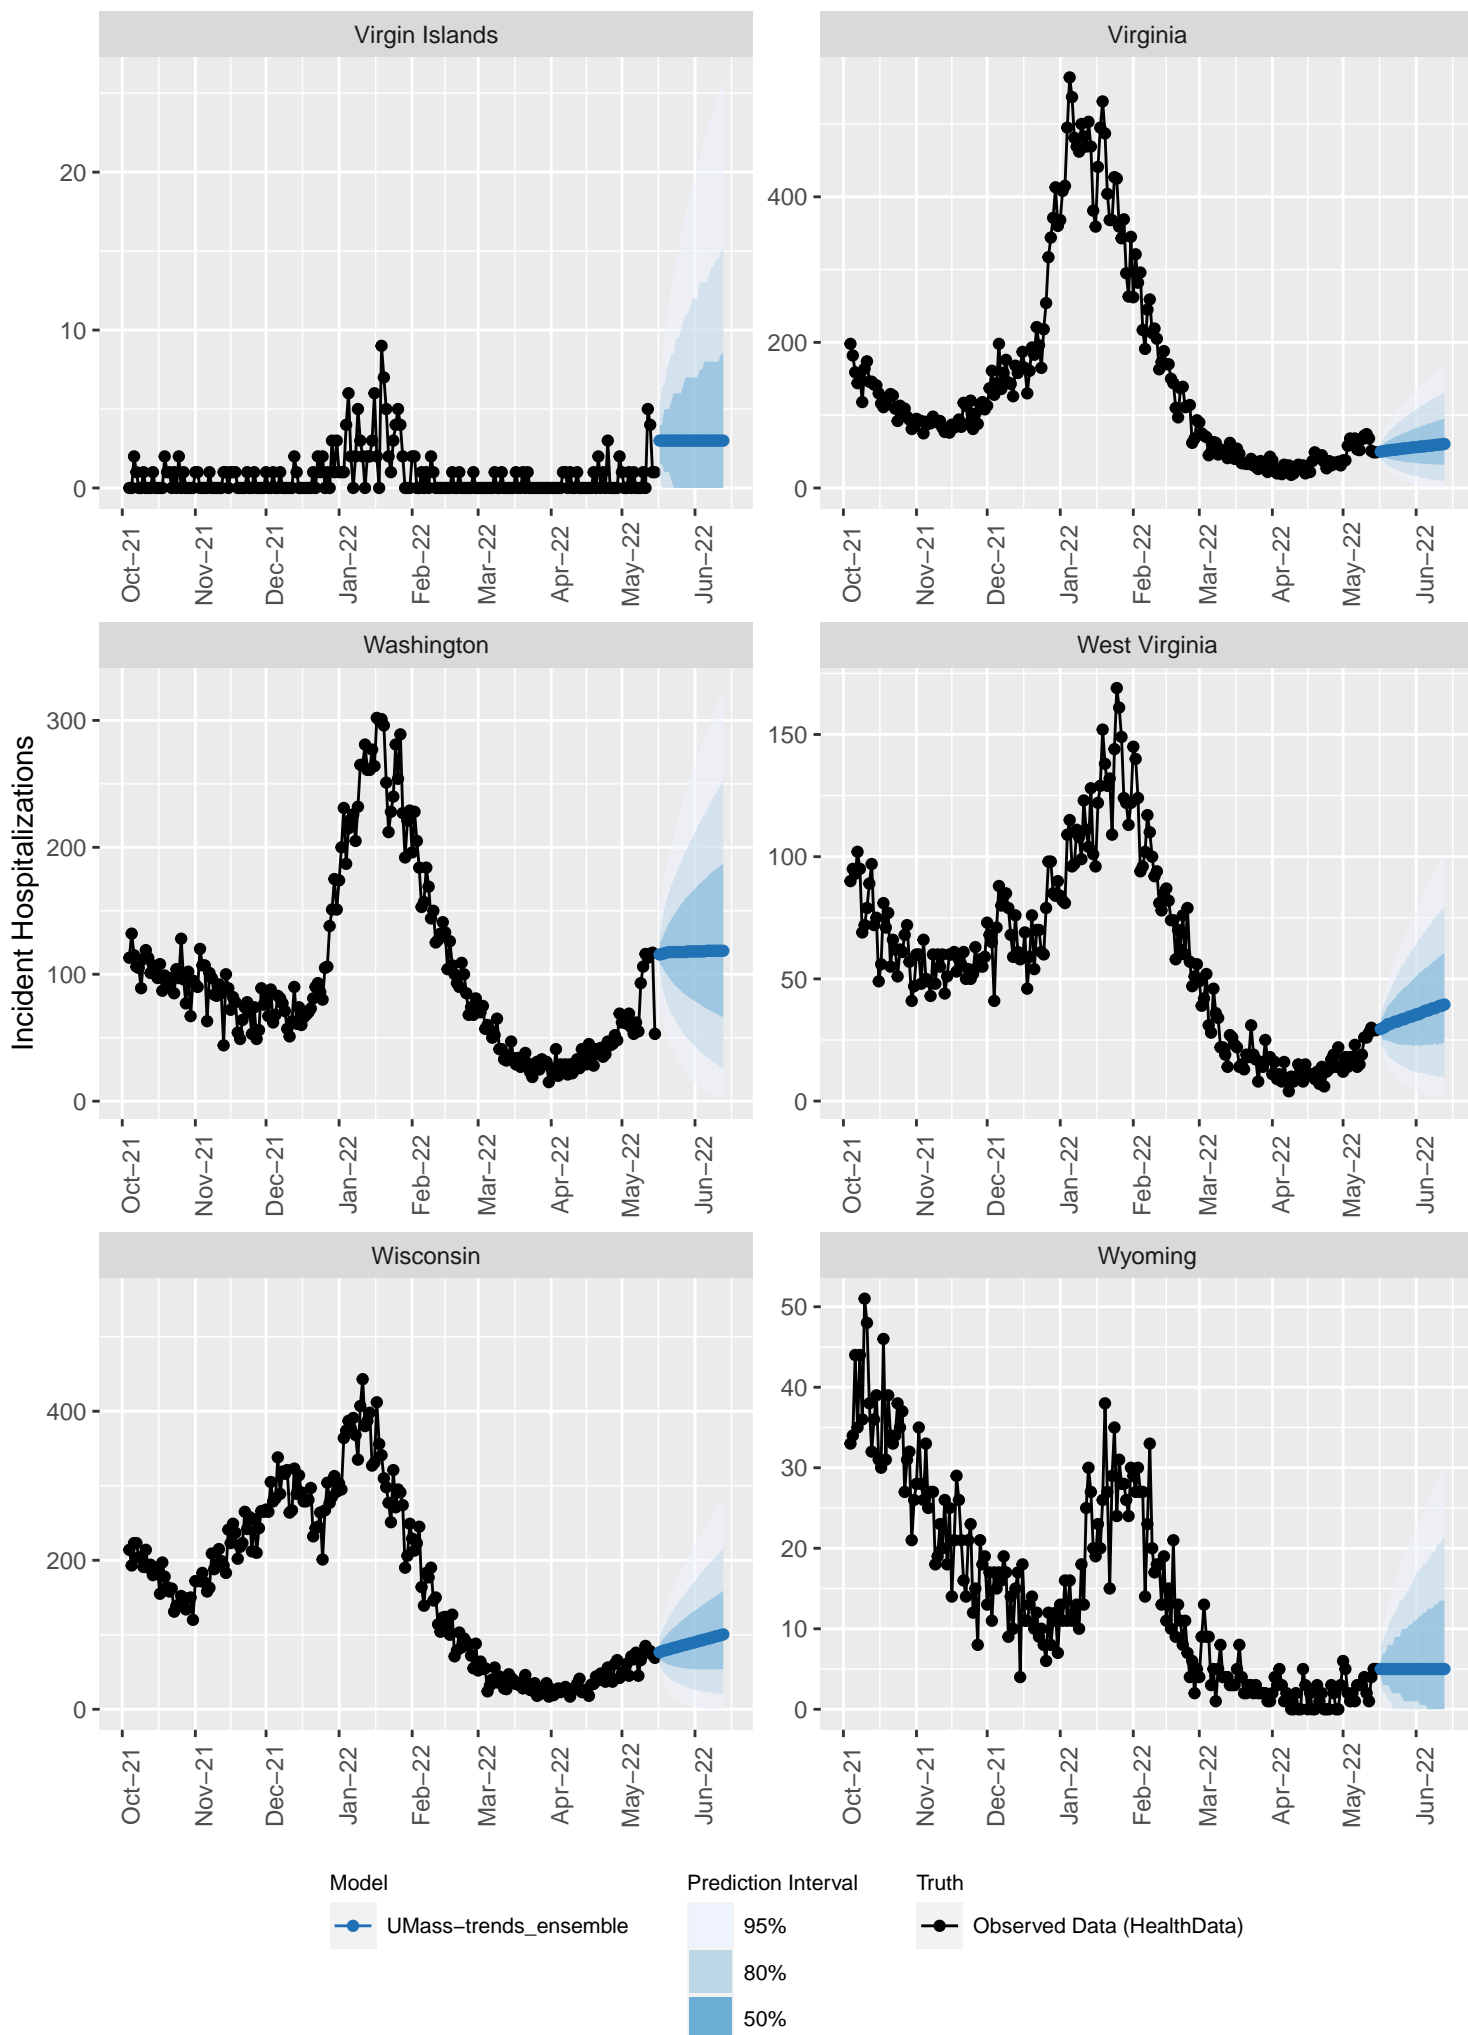 Virgin Islands
Virginia
20
10
0
400
200
0
Oct−21 Nov−21 Dec−21 Jan−22 Feb−22 Mar−22 Apr−22 May−22 Jun−22
Oct−21 Nov−21 Dec−21 Jan−22 Feb−22 Mar−22 Apr−22 May−22 Jun−22
Washington
West Virginia
Incident Hospitalizations
300
200
100
0
150
100
50
0
Oct−21 Nov−21 Dec−21 Jan−22 Feb−22 Mar−22 Apr−22 May−22 Jun−22
Oct−21 Nov−21 Dec−21 Jan−22 Feb−22 Mar−22 Apr−22 May−22 Jun−22
Wisconsin
Wyoming
400
200
0
50
40
30
20
10
0
Oct−21 Nov−21 Dec−21 Jan−22 Feb−22 Mar−22 Apr−22 May−22 Jun−22
Oct−21 Nov−21 Dec−21 Jan−22 Feb−22 Mar−22 Apr−22 May−22 Jun−22
Model
UMass−trends_ensemble
Prediction Interval
95%
80%
50%
Truth
Observed Data (HealthData)